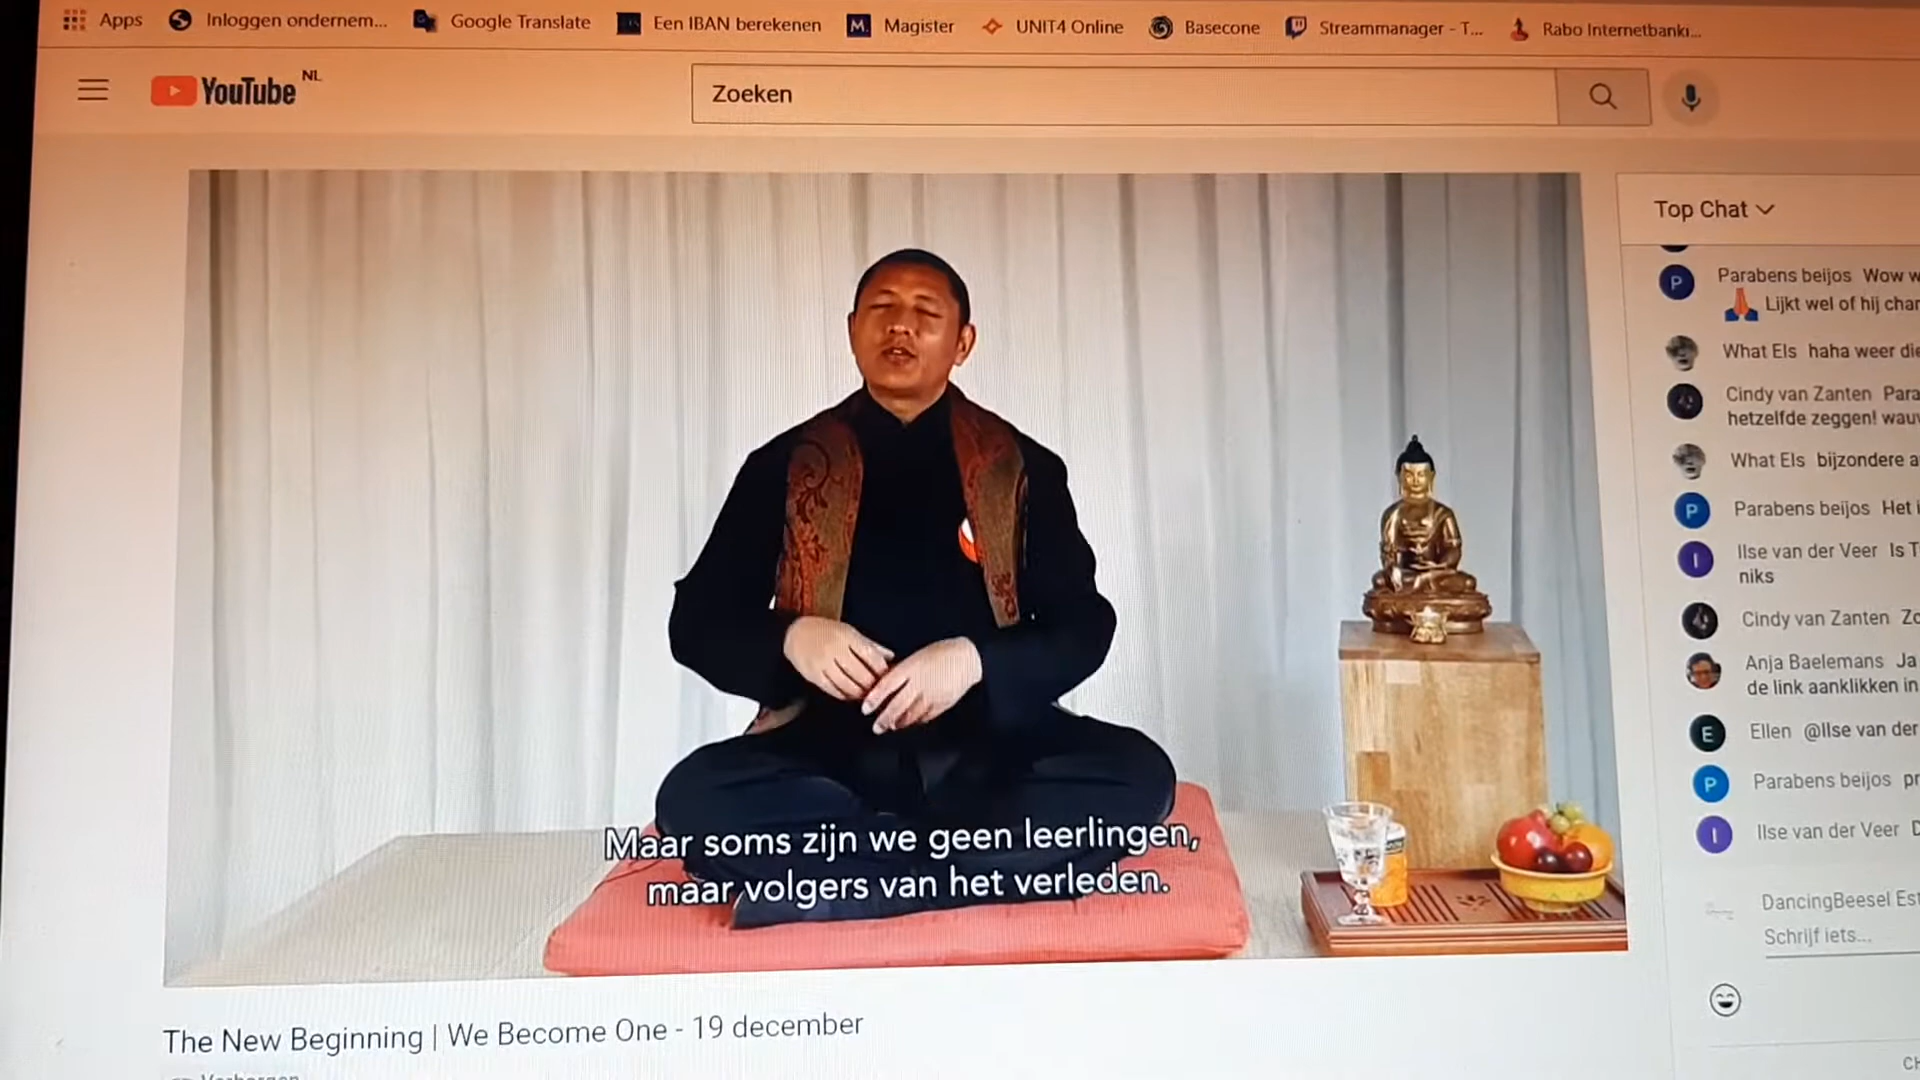 Apps Inloggen ondernem... Google Translate Een IBAN berekenen M. Magister UNIT4 Online Basecone Streammanager - T... Rabo Internetbanki...
YouTube NL
Zoeken
Top Chat
P Parabens beijos Wow w
Lijkt wel of hij char
What Els haha weer die
Cindy van Zanten Para
hetzelfde zeggen! wauw
What Els bijzondere a
P Parabens beijos Het i
I Ilse van der Veer Is T
niks
Cindy van Zanten Zo
Anja Baelemans Ja
de link aanklikken in
E Ellen @Ilse van der
P Parabens beijos pr
I Ilse van der Veer D
DancingBeesel Est
Schrijf iets...
Maar soms zijn we geen leerlingen,
maar volgers van het verleden.
The New Beginning | We Become One - 19 december